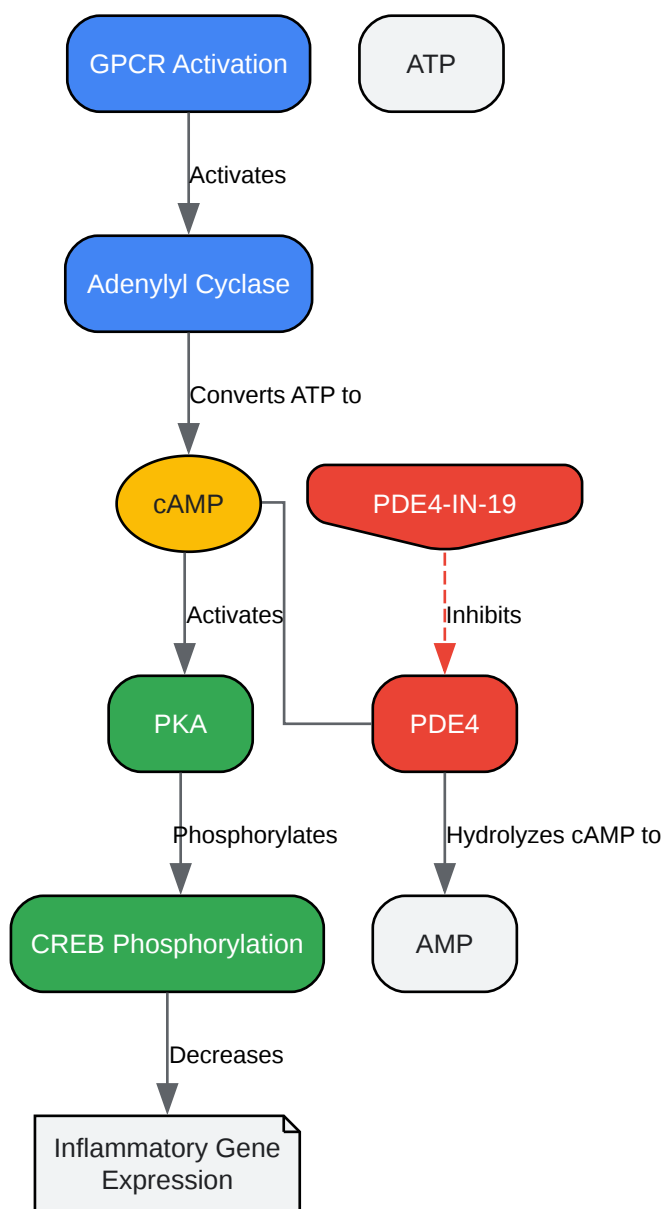 GPCR Activation
ATP
Activates
Adenylyl Cyclase
Converts ATP to
cAMP
PDE4-IN-19
Activates
Inhibits
PKA
PDE4
Phosphorylates
Hydrolyzes cAMP to
CREB Phosphorylation
AMP
Decreases
Inflammatory Gene
Expression